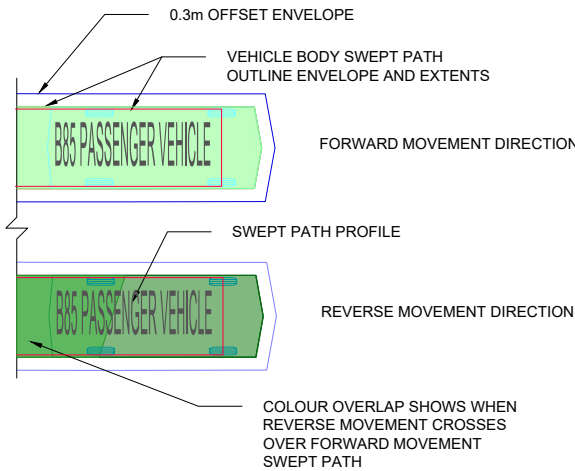 0.3m OFFSET ENVELOPE
VEHICLE BODY SWEPT PATH
OUTLINE ENVELOPE AND EXTENTS
B85 PASSENGER VEHICLE
FORWARD MOVEMENT DIRECTION
SWEPT PATH PROFILE
B85 PASSENGER VEHICLE
REVERSE MOVEMENT DIRECTION
COLOUR OVERLAP SHOWS WHEN
REVERSE MOVEMENT CROSSES
OVER FORWARD MOVEMENT
SWEPT PATH